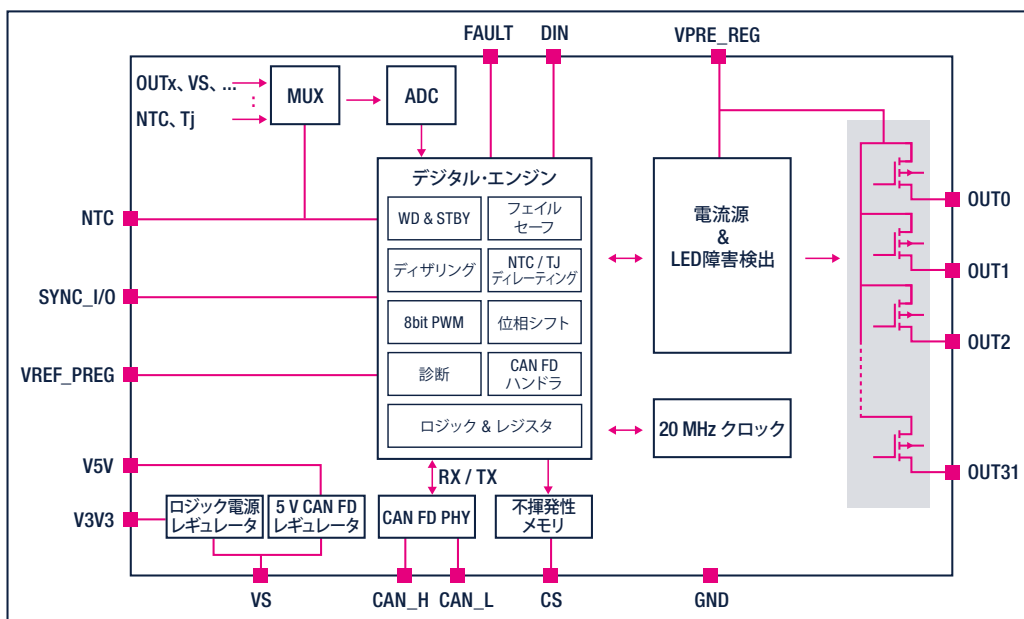 FAULT
DIN
VPRE_REG
OUTx、VS、...
NTC、Tj
MUX
ADC
デジタル・エンジン
WD & STBY
フェイル
セーフ
ディザリング
NTC / TJ
ディレーティング
8bit PWM
位相シフト
診断
CAN FD
ハンドラ
ロジック & レジスタ
電流源
&
LED障害検出
20 MHz クロック
NTC
SYNC_I/O
VREF_PREG
V5V
V3V3
OUT0
OUT1
OUT2
OUT31
RX / TX
ロジック電源
レギュレータ
5 V CAN FD
レギュレータ
CAN FD PHY
不揮発性
メモリ
VS
CAN_H
CAN_L
CS
GND